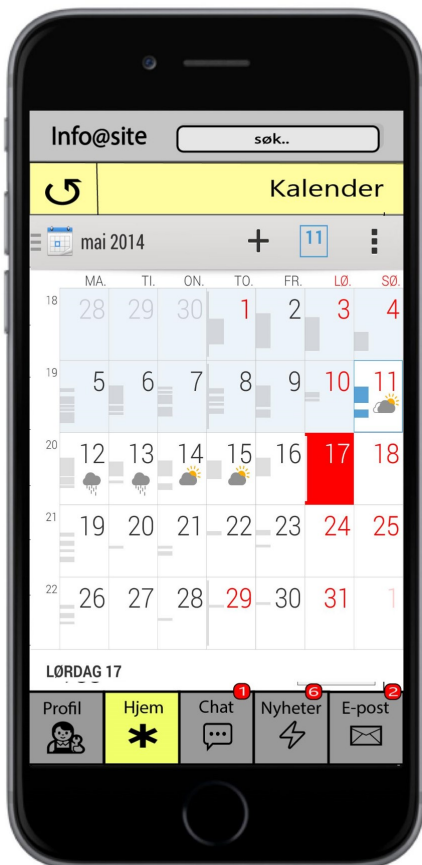 Info@site søk..
Kalender
mai 2014 11
MA. TI. ON. TO. FR. LØ. SØ.
18 28 29 30 1 2 3 4
19 5 6 7 8 9 10 11
20 12 13 14 15 16 17 18
21 19 20 21 22 23 24 25
22 26 27 28 29 30 31 1
LØRDAG 17
1 6 2
Profil Hjem Chat Nyheter E-post